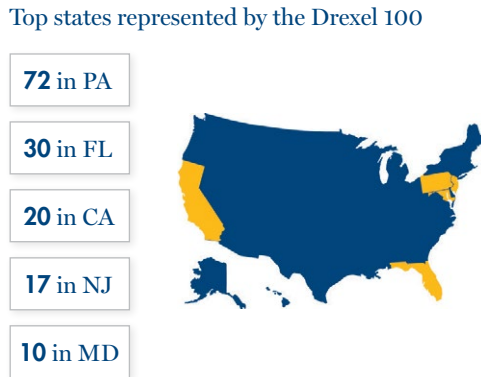 Top states represented by the Drexel 100
72 in PA
30 in FL
20 in CA
17 in NJ
10 in MD